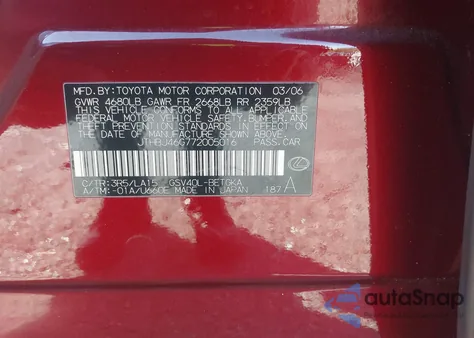 MFD. BY: TOYOTA MOTOR CORPORATION 03/06
GVWR 4680LB GAWR FR 2668LB RR 2359LB
THIS VEHICLE CONFORMS TO ALL APPLICABLE
FEDERAL MOTOR VEHICLE SAFETY, BUMPER, AND
THEFT PREVENTION STANDARDS IN EFFECT ON
THE DATE OF MANUFACTURE SHOWN ABOVE.
JTHBJ46G772005016 PASS.CAR
C/TR: 3R5/LA15 GSV40L-BETGKA
A/TM: -01A/U660E MADE IN JAPAN 187 A
autoSnap